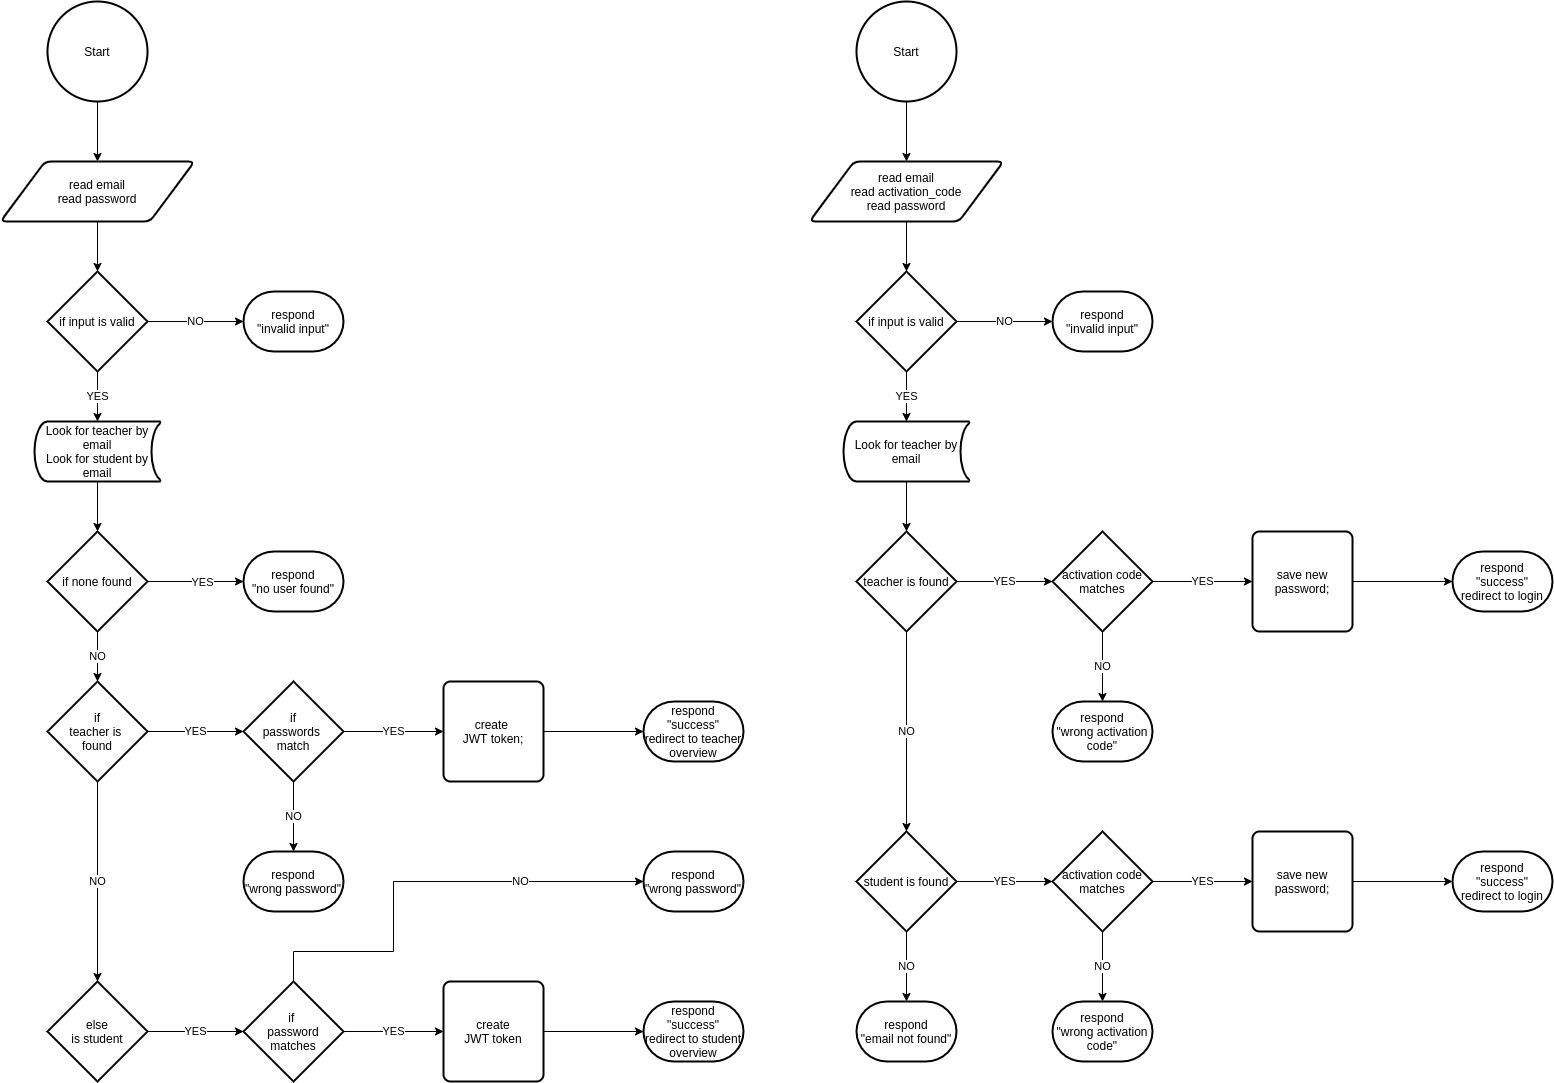 Start
read email
read password
if input is valid
NO
respond
"invalid input"
YES
Look for teacher by
email
Look for student by
email
if none found
YES
respond
"no user found"
NO
if
teacher is
found
YES
if
passwords
match
YES
create
JWT token;
respond
"success"
redirect to teacher
overview
NO
respond
"wrong password"
NO
NO
respond
"wrong password"
else
is student
YES
if
password
matches
YES
create
JWT token
respond
"success"
redirect to student
overview
Start
read email
read activation_code
read password
if input is valid
NO
respond
"invalid input"
YES
Look for teacher by
email
teacher is found
YES
activation code
matches
YES
save new
password;
respond
"success"
redirect to login
NO
respond
"wrong activation
code"
NO
student is found
YES
activation code
matches
YES
save new
password;
respond
"success"
redirect to login
NO
respond
"email not found"
NO
respond
"wrong activation
code"